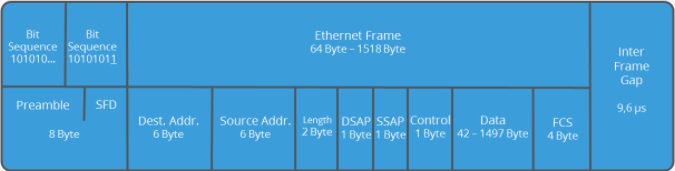 Bit
Sequence
101010...
Bit
Sequence
10101011
Ethernet Frame
64 Byte – 1518 Byte
Inter
Frame
Gap
9,6 µs
Preamble
SFD
8 Byte
Dest. Addr.
6 Byte
Source Addr.
6 Byte
Length
2 Byte
DSAP
1 Byte
SSAP
1 Byte
Control
1 Byte
Data
42 – 1497 Byte
FCS
4 Byte